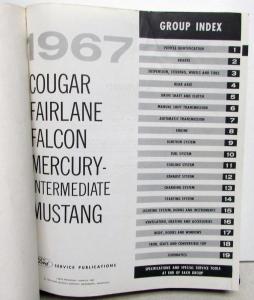 1967
COUGAR
FAIRLANE
FALCON
MERCURY-
INTERMEDIATE
MUSTANG
Ford SERVICE PUBLICATIONS
GROUP INDEX
VEHICLE IDENTIFICATION 1
BRAKES 2
SUSPENSION, STEERING, WHEELS AND TIRES 3
REAR AXLE 4
DRIVE SHAFT AND CLUTCH 5
MANUAL SHIFT TRANSMISSION 6
AUTOMATIC TRANSMISSION 7
ENGINE 8
IGNITION SYSTEM 9
FUEL SYSTEM 10
COOLING SYSTEM 11
EXHAUST SYSTEM 12
CHARGING SYSTEM 13
STARTING SYSTEM 14
LIGHTING SYSTEM, HORNS AND INSTRUMENTS 15
VENTILATING, HEATING AND ACCESSORIES 16
BODY, DOORS AND WINDOWS 17
TRIM, SEATS AND CONVERTIBLE TOP 18
19
SPECIFICATIONS AND SPECIAL SERVICE TOOLS
AT END OF EACH GROUP